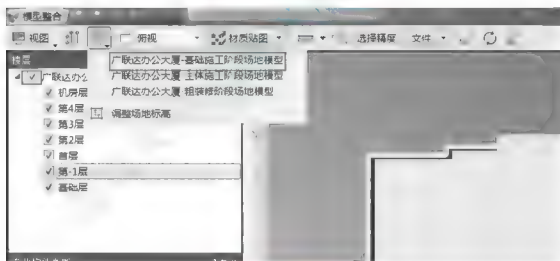 模型整合
视图 俯视 材质贴图 选择精度 文件
楼层
广联达办公大厦-基础施工阶段场地模型
广联达办公大厦-主体施工阶段场地模型
广联达办公大厦-粗装修阶段场地模型
调整场地标高
广联达办公
机房层
第4层
第3层
第2层
首层
第-1层
基础层